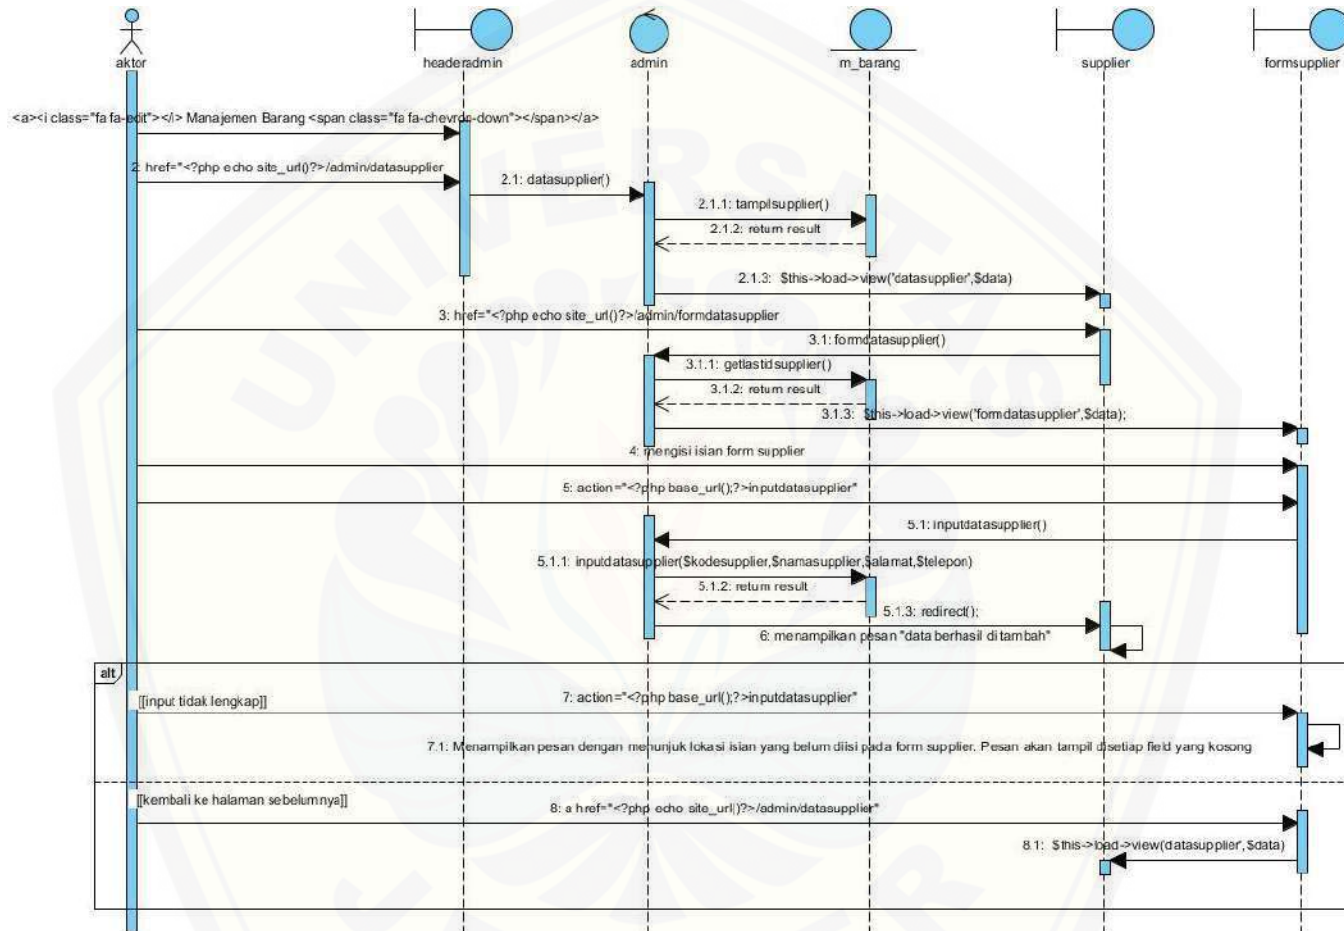 aktor headeradmin admin m_barang supplier formsupplier
<a><i class="fa fa-edit"></i> Manajemen Barang <span class="fa fa-chevron-down"></span></a>
2: href="<?php echo site_url()?>/admin/datasupplier
2.1: datasupplier()
2.1.1: tampilsupplier()
2.1.2: return result
2.1.3: $this->load->view('datasupplier',$data)
3: href="<?php echo site_url()?>/admin/formdatasupplier
3.1: formdatasupplier()
3.1.1: getlastidsupplier()
3.1.2: return result
3.1.3: $this->load->view('formdatasupplier',$data);
4: mengisi isian form supplier
5: action="<?php base_url();?>inputdatasupplier"
5.1: inputdatasupplier()
5.1.1: inputdatasupplier($kodesupplier,$namasupplier,$alamat,$telepon)
5.1.2: return result
5.1.3: redirect();
6: menampilkan pesan "data berhasil ditambah"
alt
[[input tidak lengkap]]
7: action="<?php base_url();?>inputdatasupplier"
7.1: Menampilkan pesan dengan menunjuk lokasi isian yang belum diisi pada form supplier. Pesan akan tampil disetiap field yang kosong
[[kembali ke halaman sebelumnya]]
8: a href="<?php echo site_url()?>/admin/datasupplier"
8.1: $this->load->view(datasupplier',$data)
UNIVERSITAS